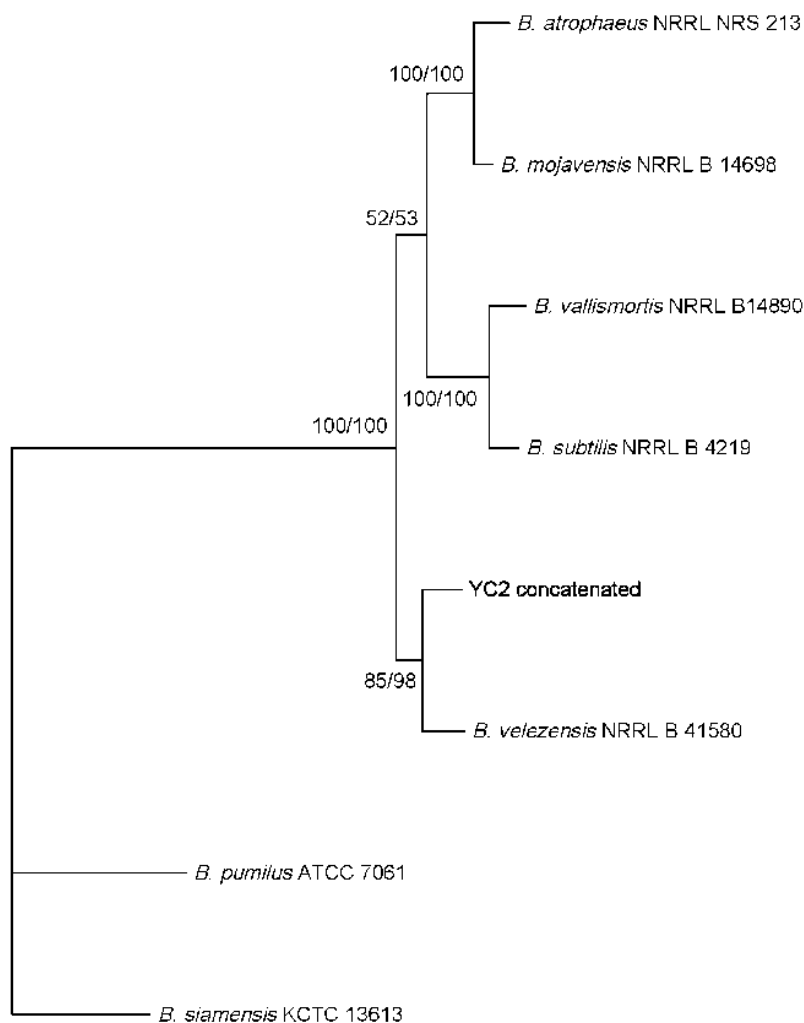 B. atrophaeus NRRL NRS 213
100/100
B. mojavensis NRRL B 14698
52/53
B. vallismortis NRRL B14890
100/100
100/100
B. subtilis NRRL B 4219
YC2 concatenated
85/98
B. velezensis NRRL B 41580
B. pumilus ATCC 7061
B. siamensis KCTC 13613